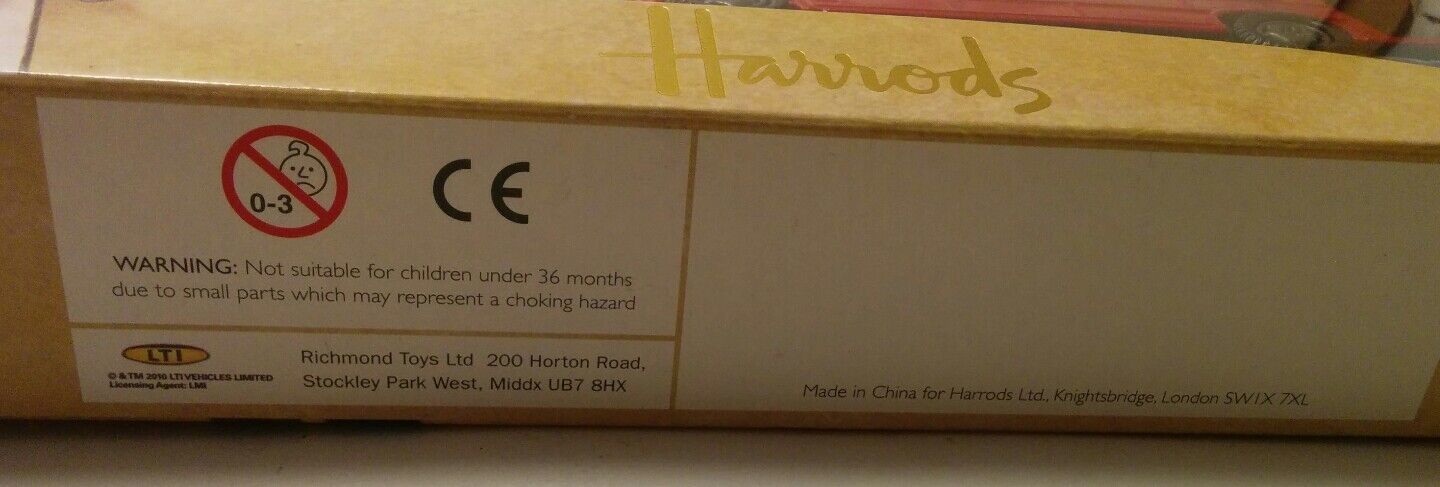 Harrods
0-3
CE
WARNING: Not suitable for children under 36 months
due to small parts which may represent a choking hazard
LTI
© & TM 2010 LTI VEHICLES LIMITED
Licensing Agent: LMI
Richmond Toys Ltd 200 Horton Road,
Stockley Park West, Middx UB7 8HX
Made in China for Harrods Ltd., Knightsbridge, London SW1X 7XL